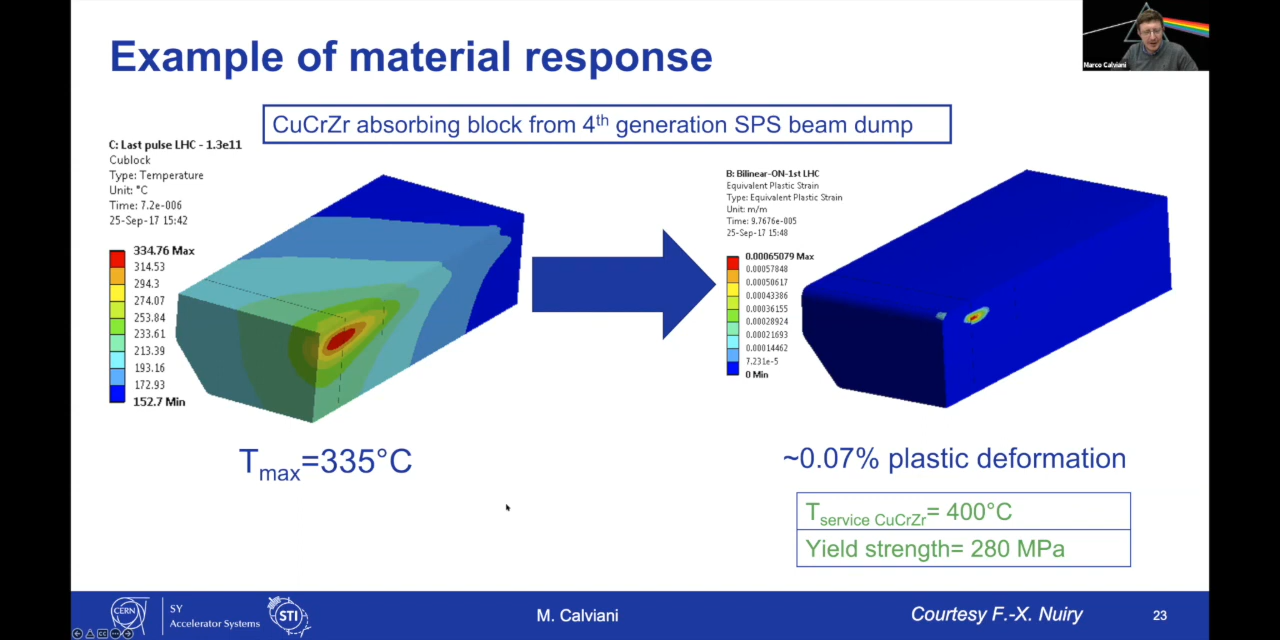 Example of material response
Marco Calviani
CuCrZr absorbing block from 4th generation SPS beam dump
C: Last pulse LHC - 1.3e11
Cublock
Type: Temperature
Unit: °C
Time: 7.2e-006
25-Sep-17 15:42
334.76 Max
314.53
294.3
274.07
253.84
233.61
213.39
193.16
172.93
152.7 Min
B: Bilinear-ON-1st LHC
Equivalent Plastic Strain
Type: Equivalent Plastic Strain
Unit: m/m
Time: 9.7676e-005
25-Sep-17 15:48
0.00065079 Max
0.00057848
0.00050617
0.00043386
0.00036155
0.00028924
0.00021693
0.00014462
7.231e-5
0 Min
Tmax=335°C
~0.07% plastic deformation
Tservice CuCrZr= 400°C
Yield strength= 280 MPa
CERN
SY
Accelerator Systems
STI
M. Calviani
Courtesy F.-X. Nuiry
23